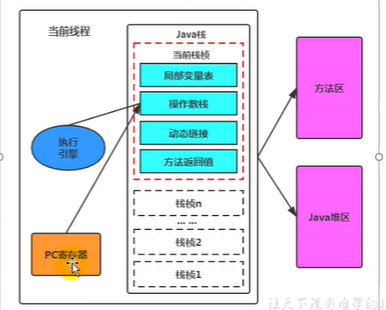 当前线程
Java栈
当前栈帧
局部变量表
操作数栈
动态链接
方法返回值
栈帧n
... ...
栈帧2
栈帧1
执行
引擎
PC寄存器
方法区
Java堆区
让天下没有难学的